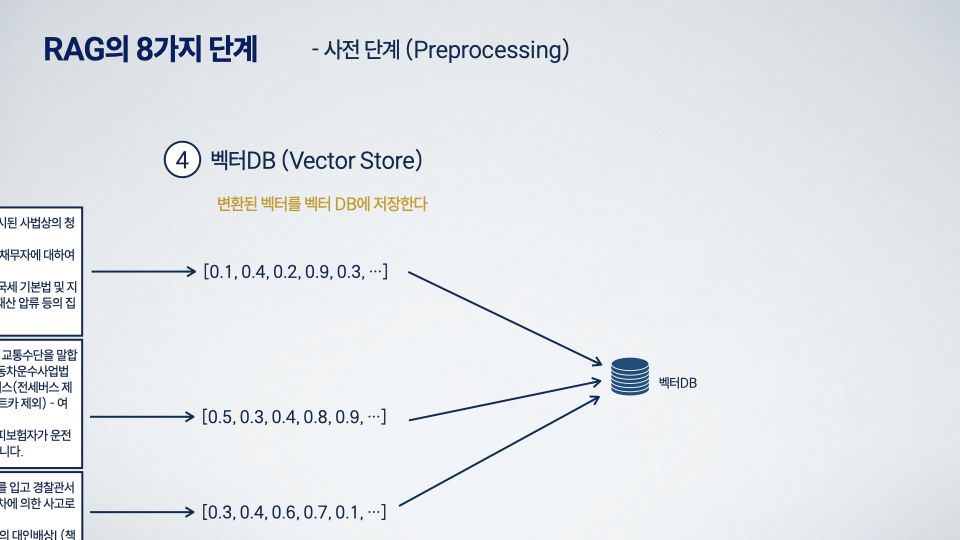 RAG의 8가지 단계 - 사전 단계 (Preprocessing)
④ 벡터DB (Vector Store)
변환된 벡터를 벡터 DB에 저장한다
시된 사법상의 청
채무자에 대하여
국세 기본법 및 지
재산 압류 등의 집
[0.1, 0.4, 0.2, 0.9, 0.3, ···]
교통수단을 말합
동차운수사업법
스(전세버스 제
트카 제외) - 여
피보험자가 운전
니다.
[0.5, 0.3, 0.4, 0.8, 0.9, ···]
벡터DB
를 입고 경찰관서
차에 의한 사고로
의 대인배상I (책
[0.3, 0.4, 0.6, 0.7, 0.1, ···]